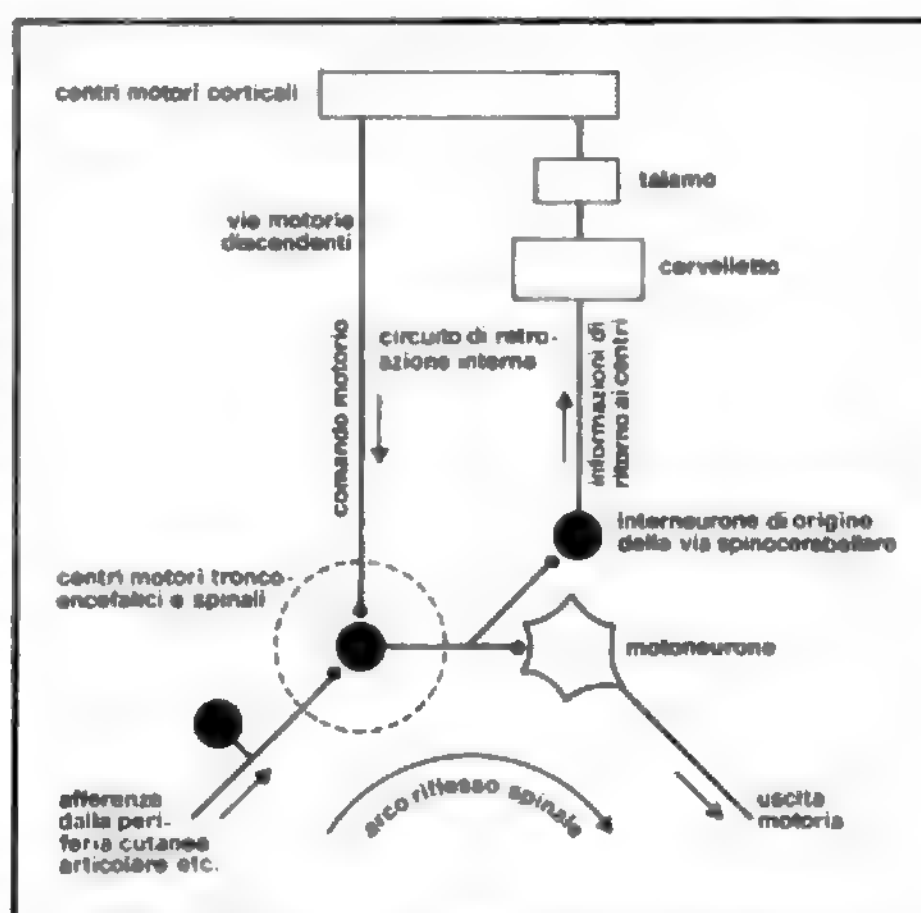 centri motori corticali
talamo
vie motorie
discendenti
cervelletto
circuito di retro-
azione interna
comando motorio
informazioni di
ritorno ai centri
interneurone di origine
della via spinocerebellare
centri motori tronco-
encefalici e spinali
motoneurone
afferenze
dalla peri-
feria cutanea
articolare etc.
arco riflesso spinale
uscita
motoria